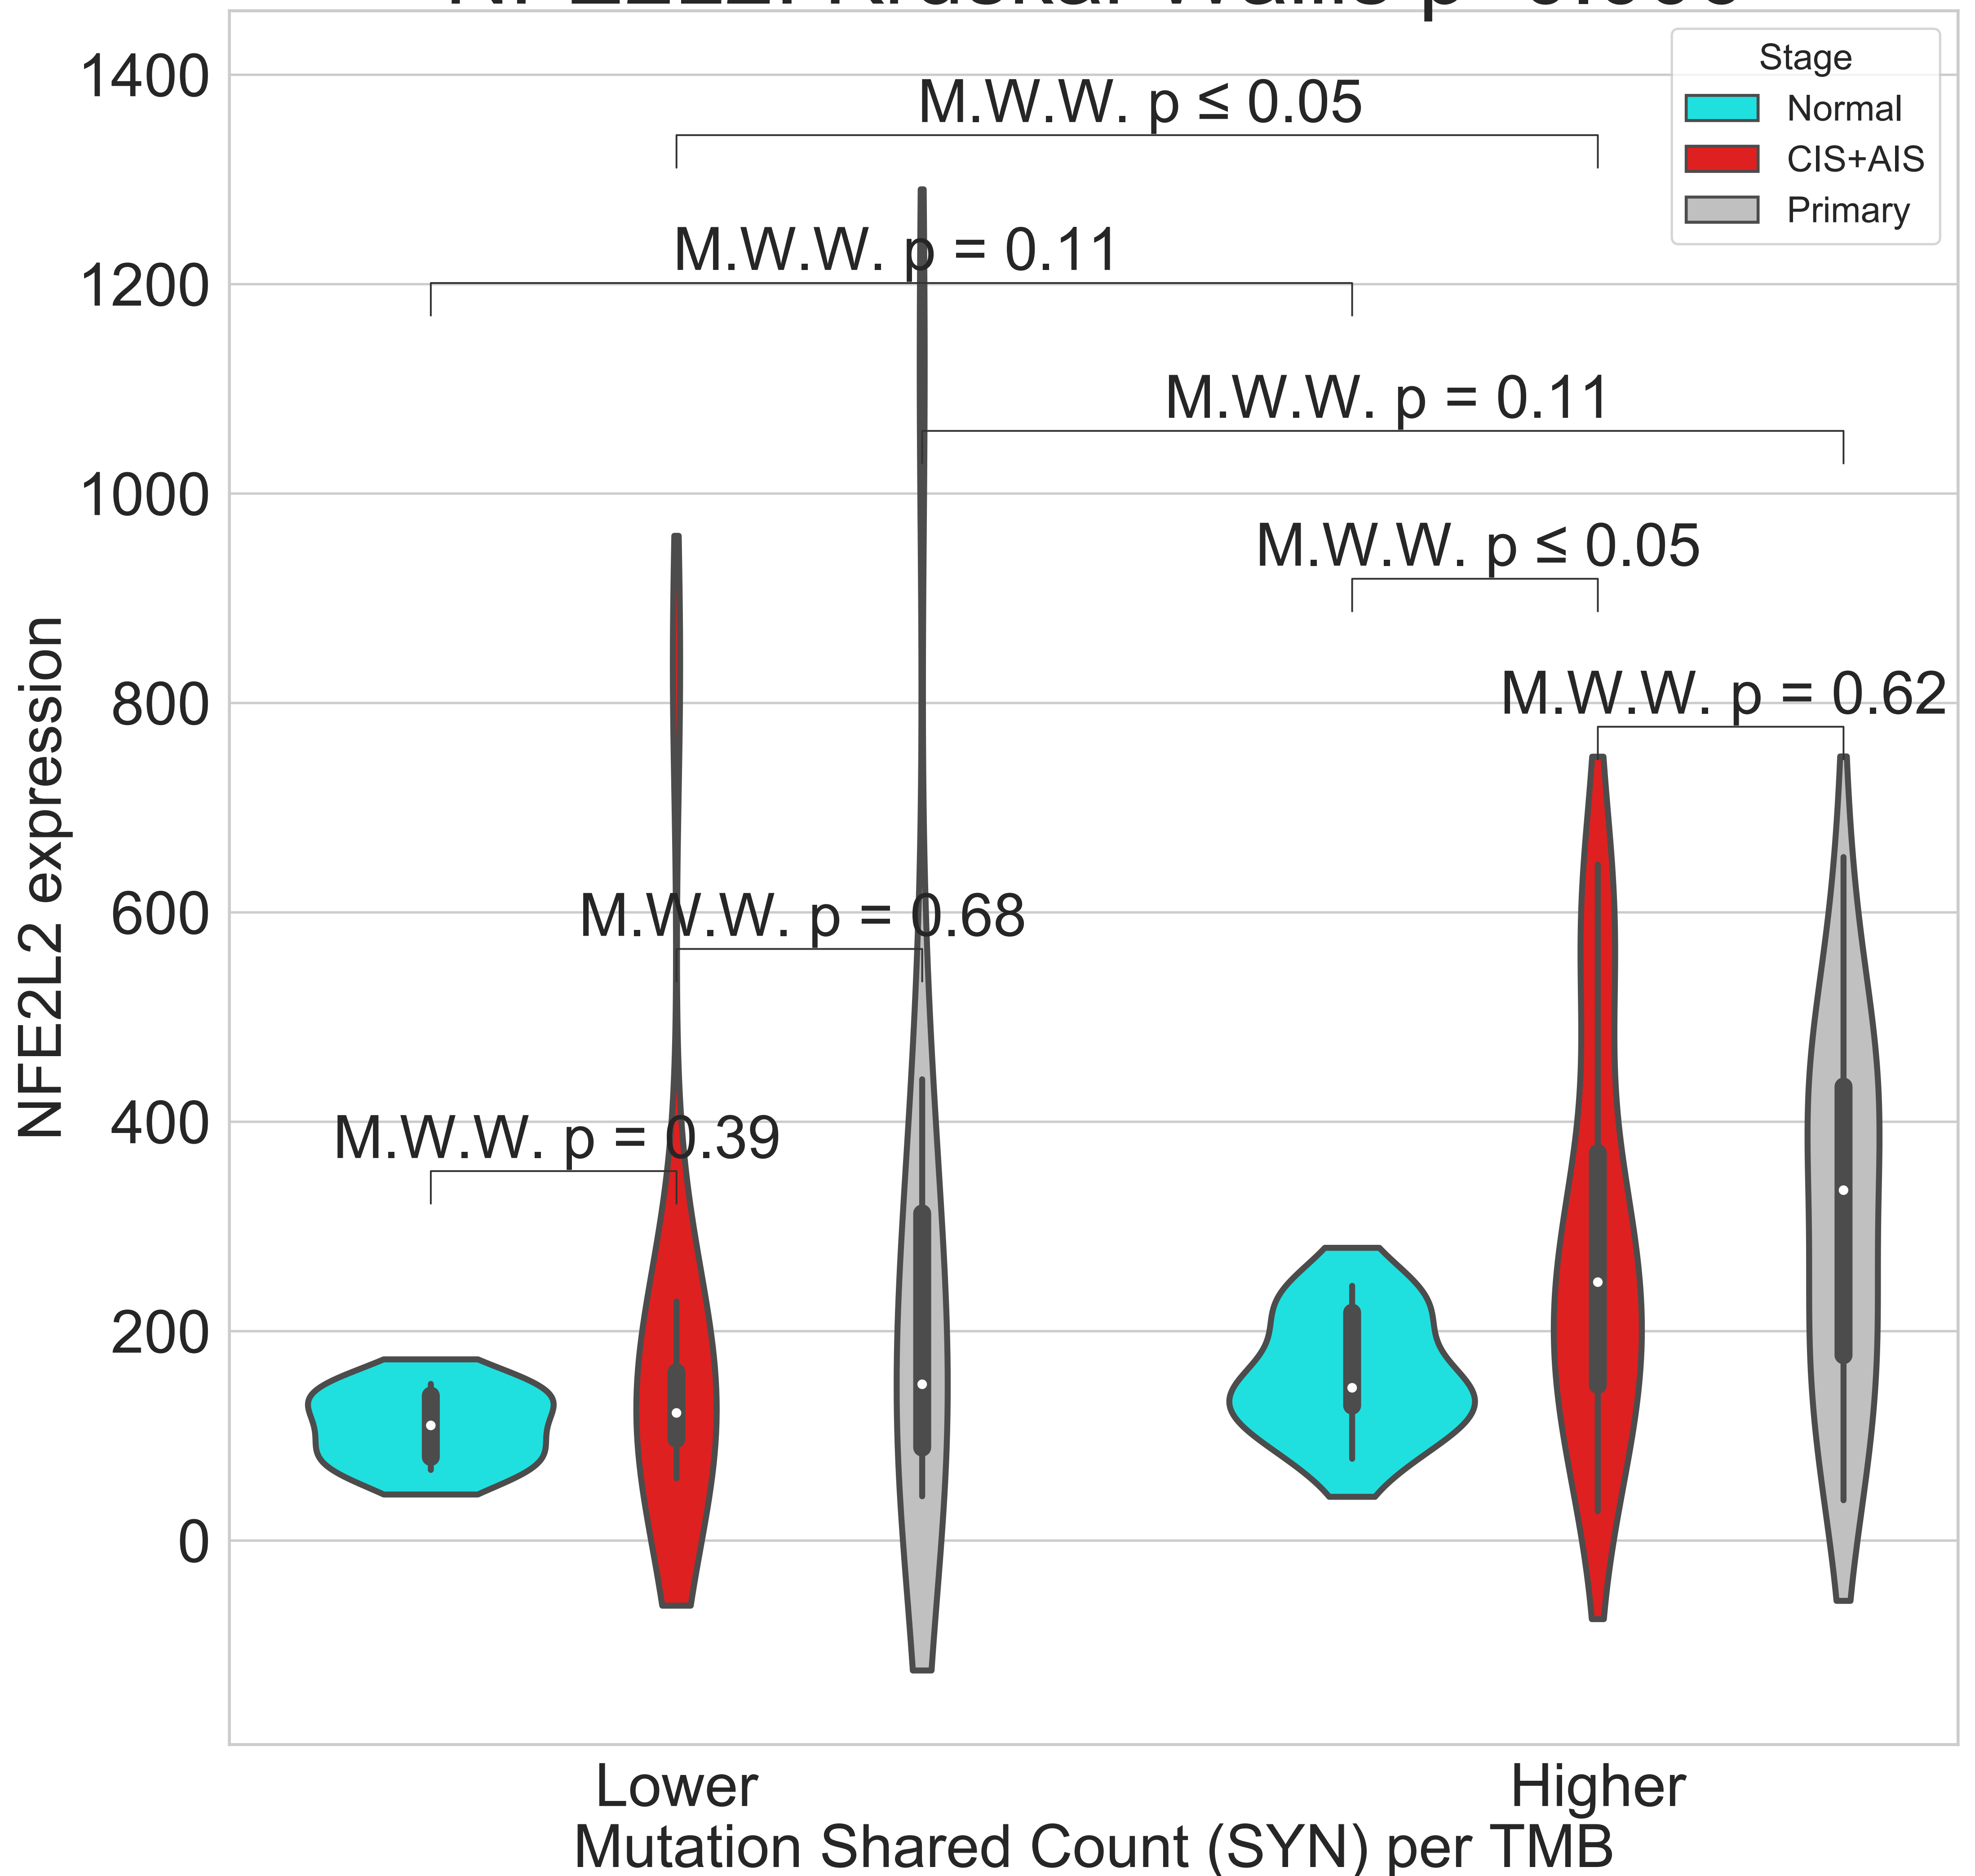 1400
1200
1000
800
600
400
200
0
NFE2L2 expression
M.W.W. p ≤ 0.05
M.W.W. p = 0.11
M.W.W. p = 0.11
M.W.W. p ≤ 0.05
M.W.W. p = 0.62
M.W.W. p = 0.68
M.W.W. p = 0.39
Stage
Normal
CIS+AIS
Primary
Lower
Higher
Mutation Shared Count (SYN) per TMB